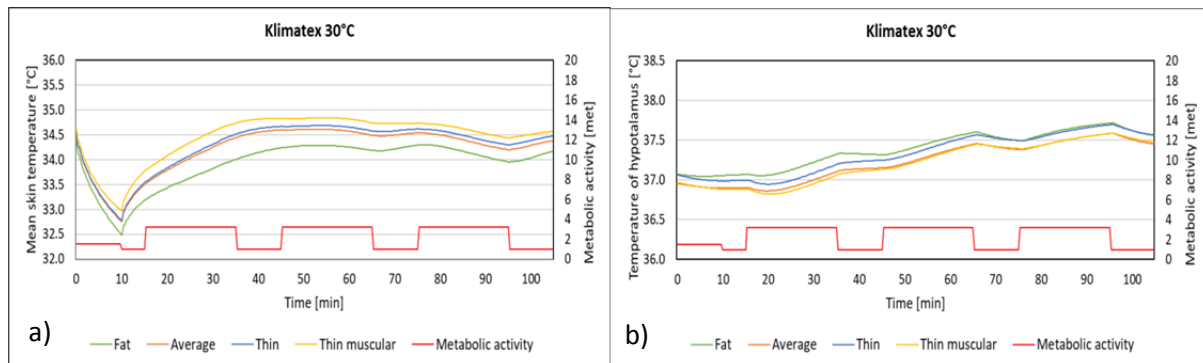 Klimatex 30°C
Mean skin temperature [°C]
36.0
35.5
35.0
34.5
34.0
33.5
33.0
32.5
32.0
20
18
16
14
12
10
8
6
4
2
0
Metabolic activity [met]
0 10 20 30 40 50 60 70 80 90 100
Time [min]
a)
Fat Average Thin Thin muscular Metabolic activity
Klimatex 30°C
Temperature of hypotalamus [°C]
38.5
38.0
37.5
37.0
36.5
36.0
20
18
16
14
12
10
8
6
4
2
0
Metabolic activity [met]
0 10 20 30 40 50 60 70 80 90 100
Time [min]
b)
Fat Average Thin Thin muscular Metabolic activity